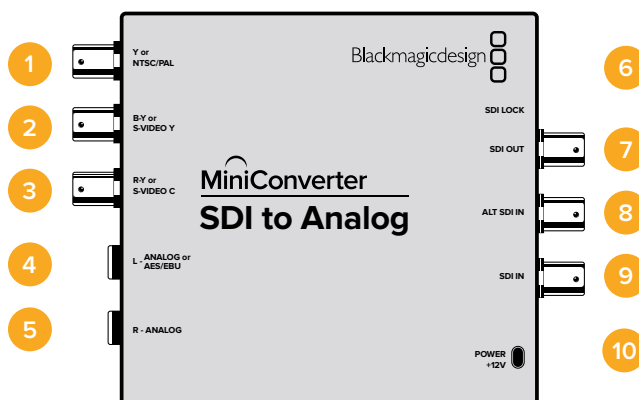 1
Y or
NTSC/PAL
2
B-Y or
S-VIDEO Y
3
R-Y or
S-VIDEO C
4
L - ANALOG or
AES/EBU
5
R - ANALOG
Blackmagicdesign
MiniConverter
SDI to Analog
6
SDI LOCK
7
SDI OUT
8
ALT SDI IN
9
SDI IN
10
POWER
+12V